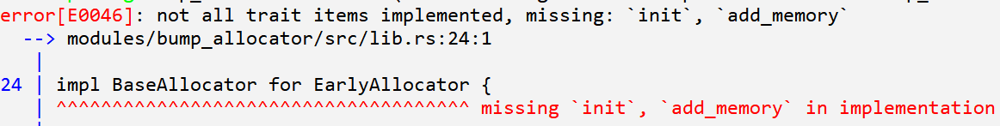 error[E0046]: not all trait items implemented, missing: `init`, `add_memory`
--> modules/bump_allocator/src/lib.rs:24:1
|
24 | impl BaseAllocator for EarlyAllocator {
| ^^^^^^^^^^^^^^^^^^^^^^^^^^^^^^^^^^^^^ missing `init`, `add_memory` in implementation